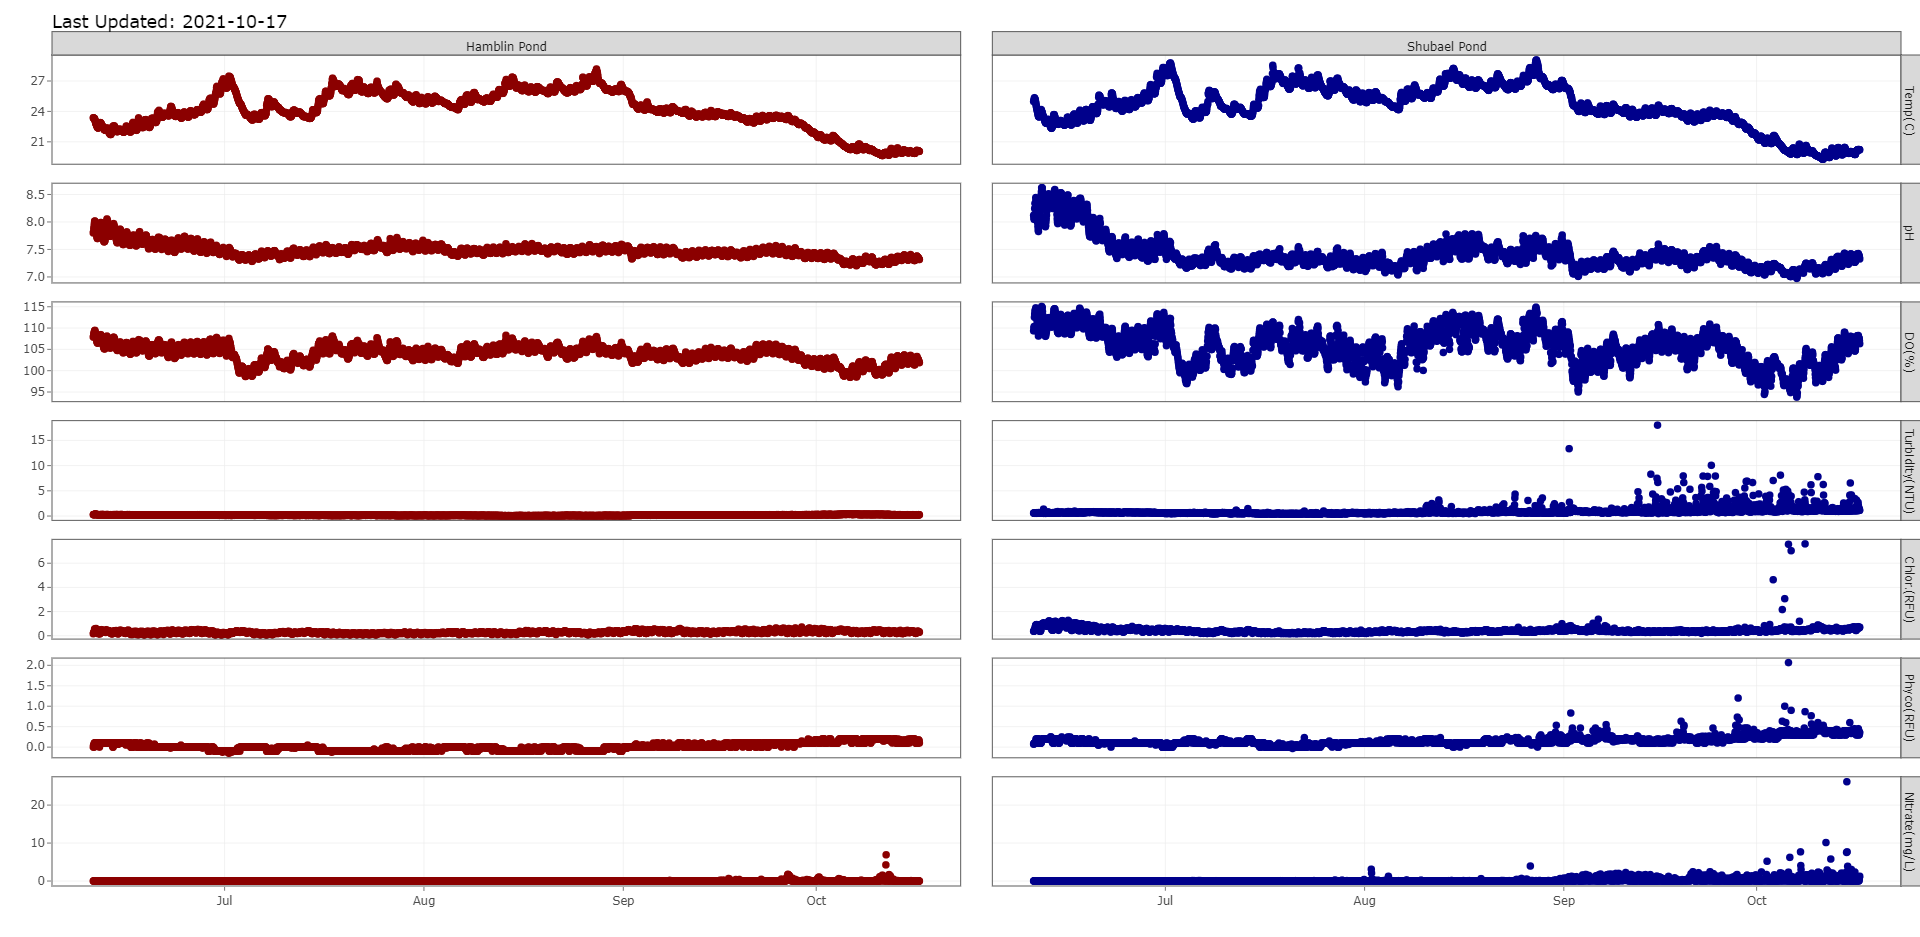 Last Updated: 2021-10-17
Hamblin Pond
Shubael Pond
27
24
21
Temp(C)
8.5
8.0
7.5
7.0
pH
115
110
105
100
95
DO(%)
15
10
5
0
Turbidity(NTU)
6
4
2
0
Chlor.(RFU)
2.0
1.5
1.0
0.5
0.0
Phyco(RFU)
20
10
0
Nitrate(mg/L)
Jul
Aug
Sep
Oct
Jul
Aug
Sep
Oct